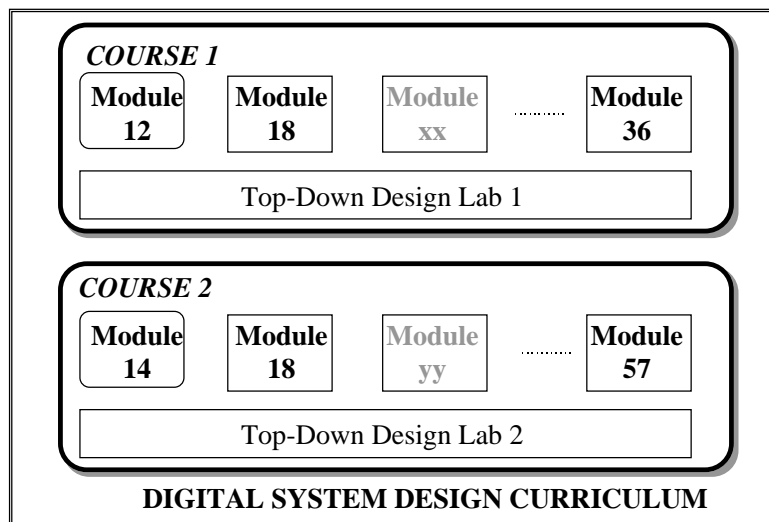 COURSE 1
Module Module Module Module
12 18 xx 36
Top-Down Design Lab 1
COURSE 2
Module Module Module Module
14 18 yy 57
Top-Down Design Lab 2
DIGITAL SYSTEM DESIGN CURRICULUM